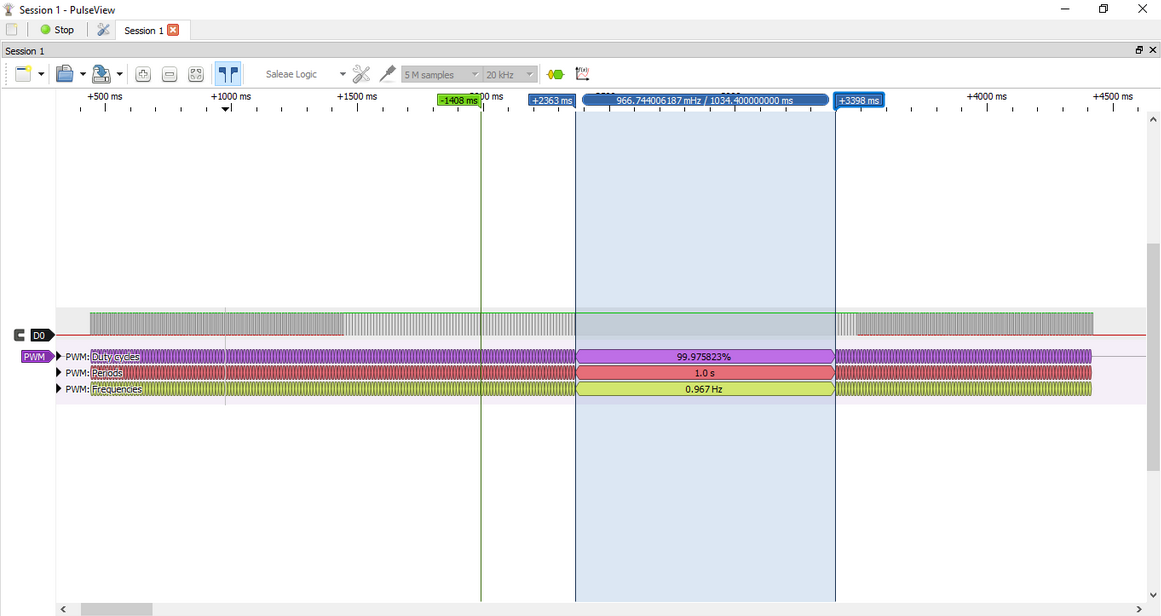 Session 1 - PulseView
Stop
Session 1
Session 1
Saleae Logic
5 M samples
20 kHz
+500 ms +1000 ms +1500 ms -1408 ms +2363 ms 966.744006187 mHz / 1034.400000000 ms +3398 ms +4000 ms +4500 ms
D0
PWM PWM: Duty cycles 99.975823%
PWM: Periods 1.0 s
PWM: Frequencies 0.967 Hz